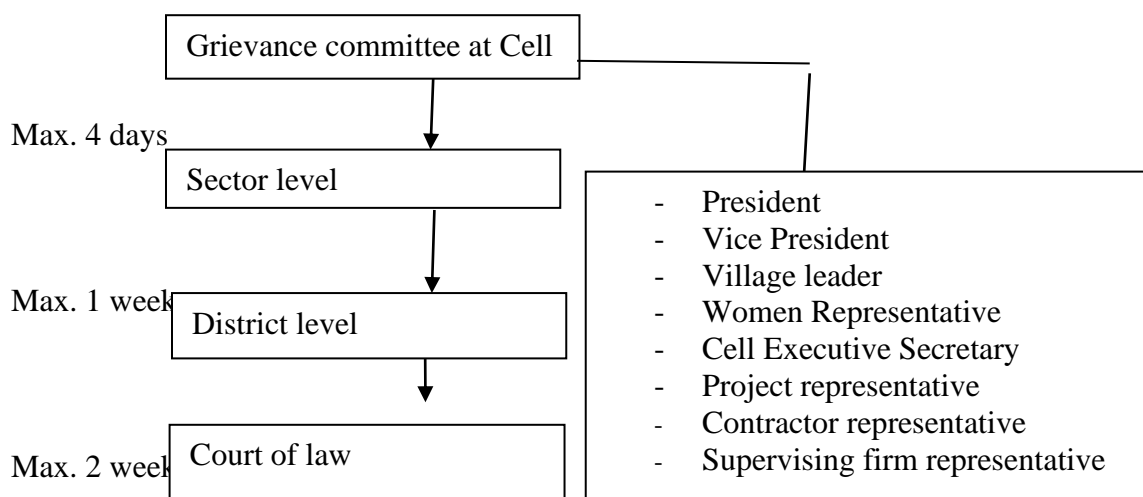 Grievance committee at Cell
Max. 4 days
Sector level
Max. 1 week
District level
Max. 2 week
Court of law
- President
- Vice President
- Village leader
- Women Representative
- Cell Executive Secretary
- Project representative
- Contractor representative
- Supervising firm representative